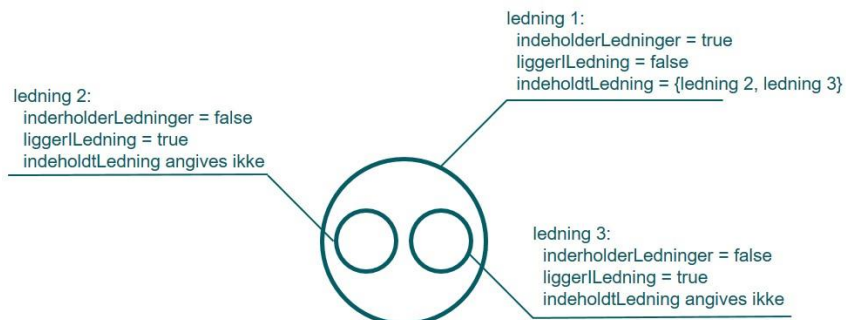 ledning 1:
indeholderLedninger = true
liggerILedning = false
indeholdtLedning = {ledning 2, ledning 3}
ledning 2:
inderholderLedninger = false
liggerILedning = true
indeholdtLedning angives ikke
ledning 3:
inderholderLedninger = false
liggerILedning = true
indeholdtLedning angives ikke